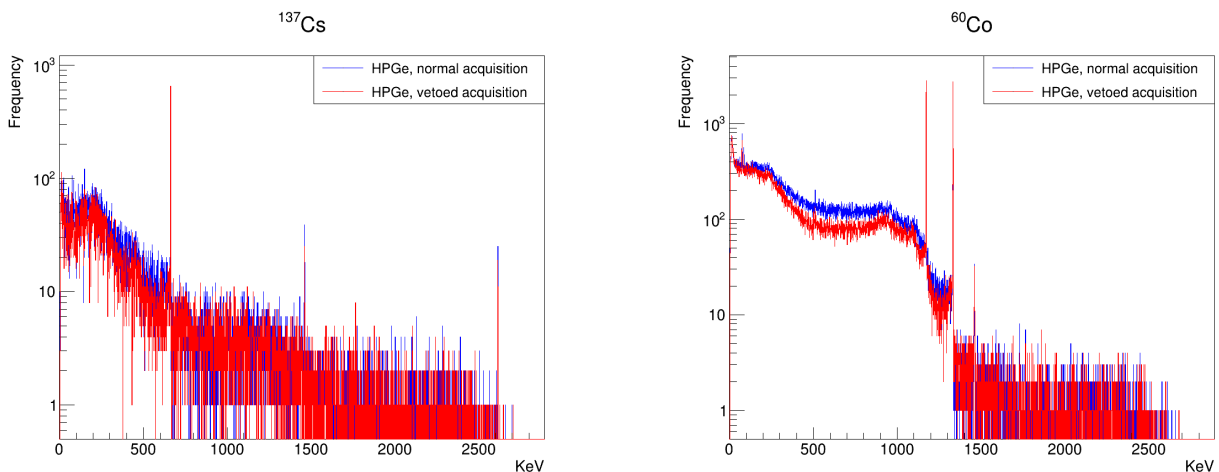 ¹³⁷Cs
Frequency
10³
10²
10
1
HPGe, normal acquisition
HPGe, vetoed acquisition
0 500 1000 1500 2000 2500
KeV
⁶⁰Co
Frequency
10³
10²
10
1
HPGe, normal acquisition
HPGe, vetoed acquisition
0 500 1000 1500 2000 2500
KeV